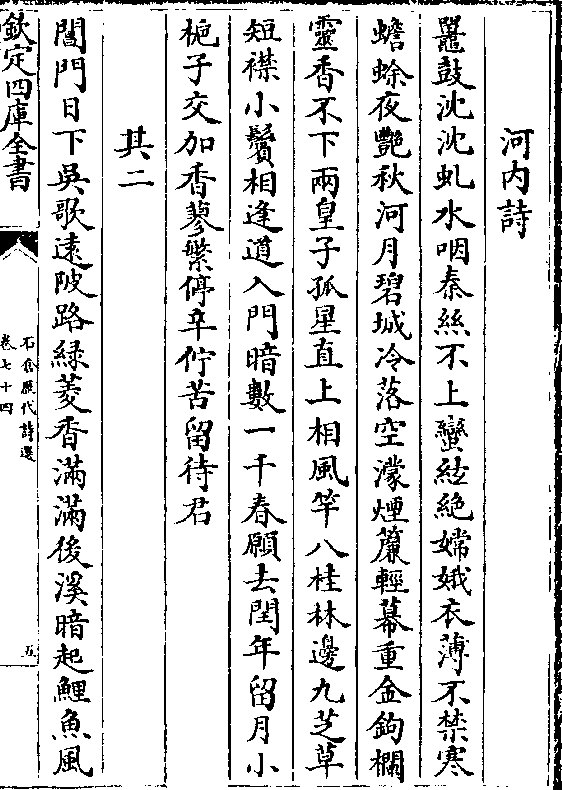 河内詩
鼉鼓沈沈虬水咽秦絲不上蠻絃絶嫦娥衣薄不禁寒
蟾蜍夜艷秋河月碧城冷落空濛煙簾輕幕重金鉤欄
靈香不下兩皇子孤星直上相風竿八桂林邊九芝草
短襟小鬢相逢道入門暗數一千春願去閏年留月小
梔子交加香蓼繁停辛佇苦留待君
其二
閶門日下吳歌遠陂路緑菱香滿滿後溪暗起鯉魚風
欽定四庫全書
石倉歷代詩選
卷七十四
五